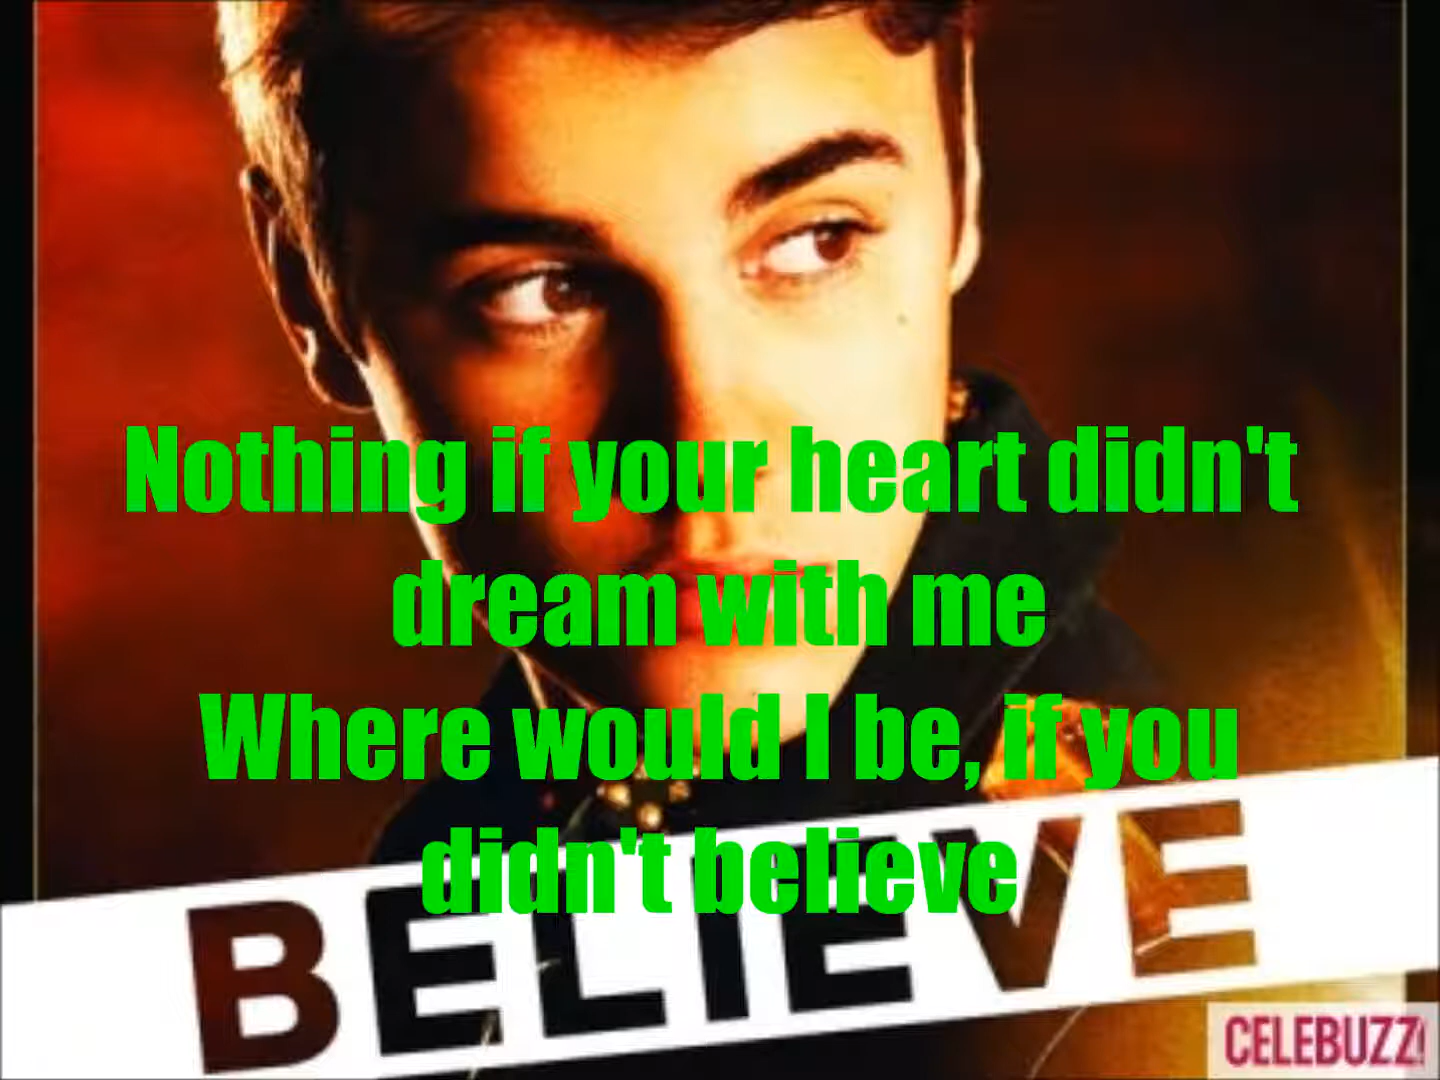 Nothing if your heart didn't
dream with me
Where would I be, if you
didn't believe
BELIEVE
CELEBUZZ!